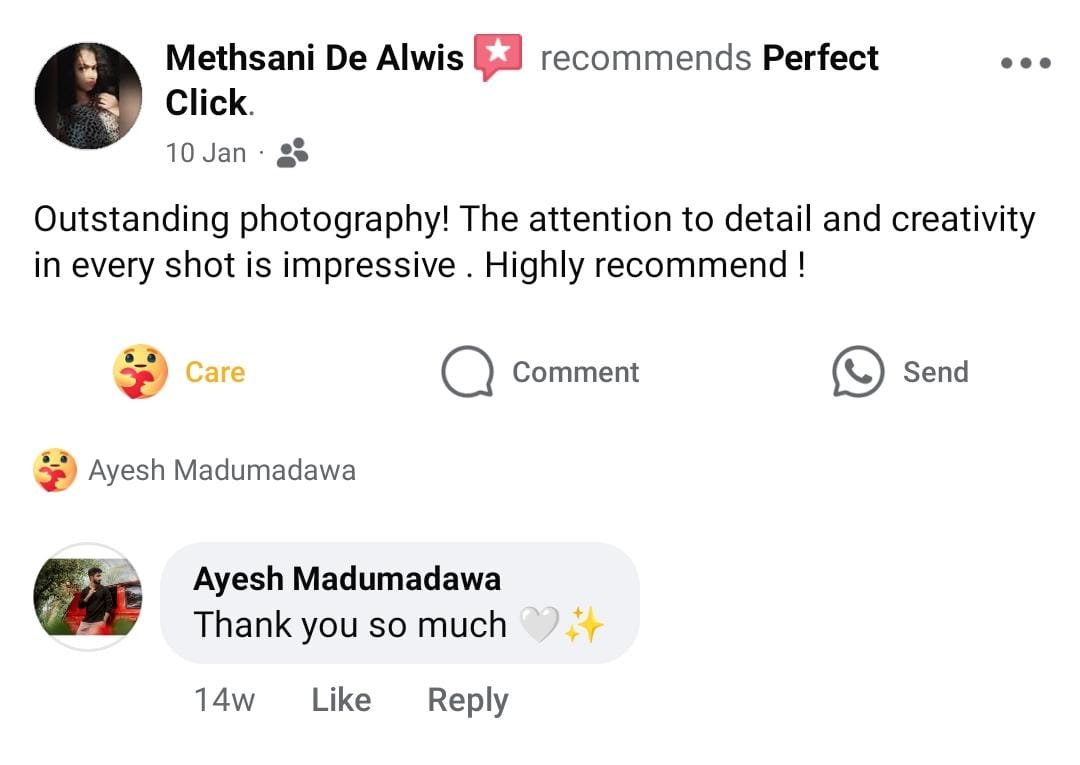 Methsani De Alwis recommends Perfect
Click.
10 Jan ·
Outstanding photography! The attention to detail and creativity
in every shot is impressive . Highly recommend !
Care Comment Send
Ayesh Madumadawa
Ayesh Madumadawa
Thank you so much 🤍✨
14w Like Reply